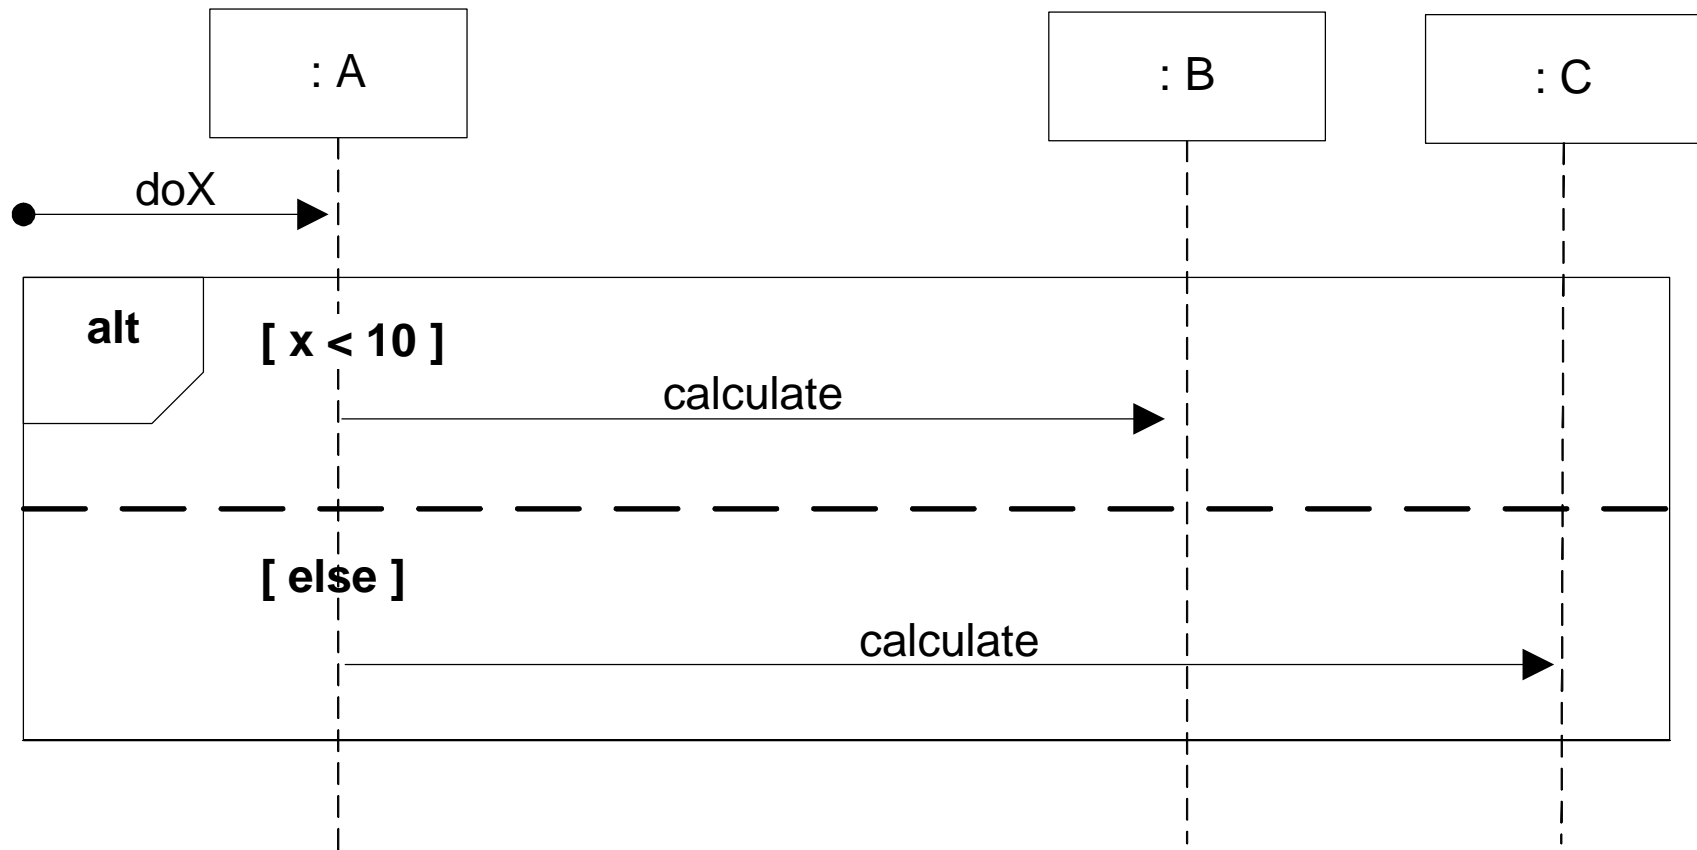 : A
: B
: C
doX
alt
[ x < 10 ]
calculate
[ else ]
calculate